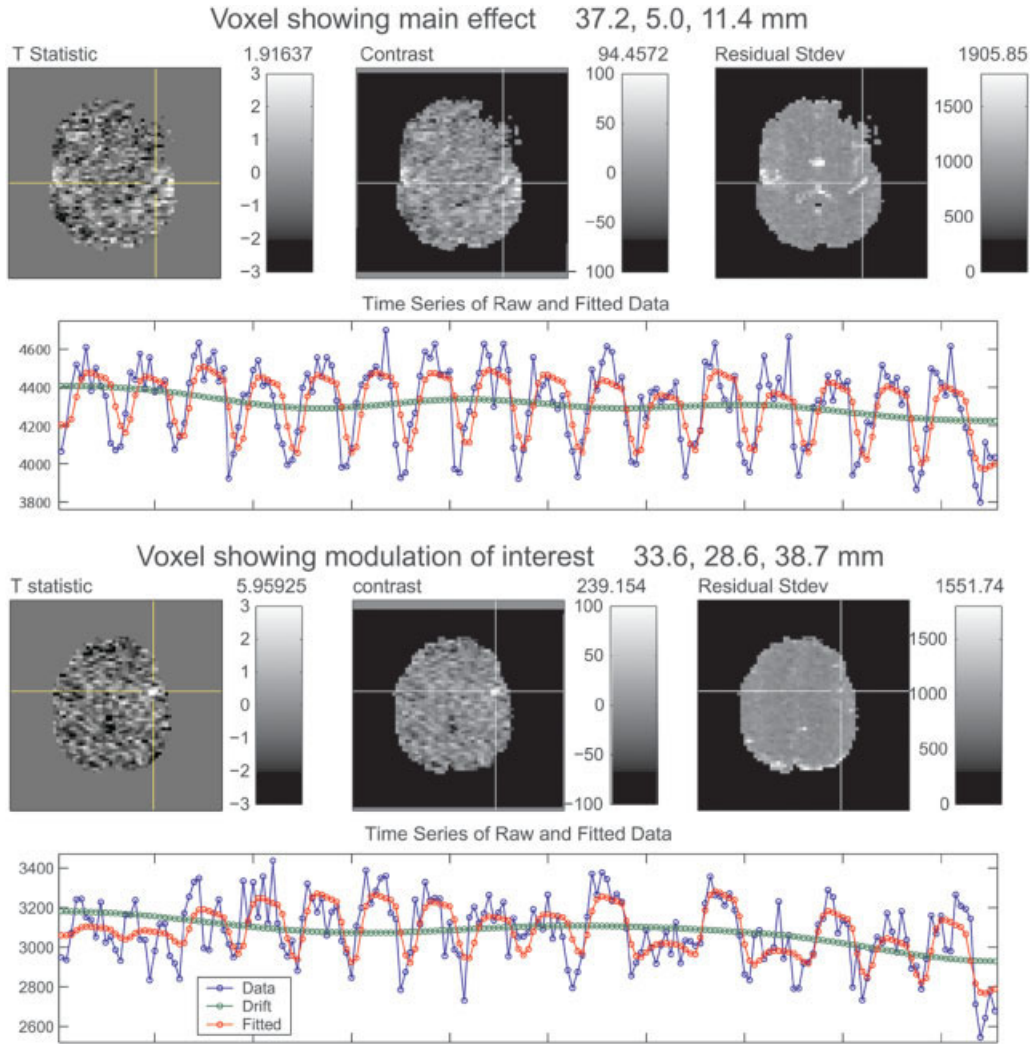 Voxel showing main effect 37.2, 5.0, 11.4 mm
T Statistic 1.91637 Contrast 94.4572 Residual Stdev 1905.85
3 100
2 1500
50
1 1000
0 0
−1 −50 500
−2
−3 −100 0
Time Series of Raw and Fitted Data
4600
4400
4200
4000
3800
Voxel showing modulation of interest 33.6, 28.6, 38.7 mm
T statistic 5.95925 contrast 239.154 Residual Stdev 1551.74
3 100
2 1500
50
1 1000
0 0
−1 −50 500
−2
−3 −100 0
Time Series of Raw and Fitted Data
3400
3200
3000
2800
2600
Data
Drift
Fitted